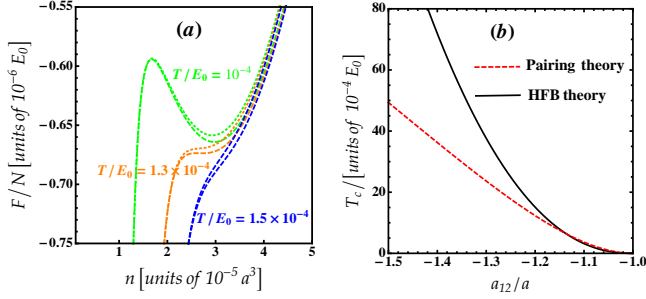 (a)
T/E0 = 10^-4
T/E0 = 1.3 × 10^-4
T/E0 = 1.5 × 10^-4
F/N [units of 10^-6 E0]
-0.55
-0.60
-0.65
-0.70
-0.75
1 2 3 4 5
n [units of 10^-5 a^3]
(b)
Pairing theory
HFB theory
Tc/[units of 10^-4 E0]
80
60
40
20
0
-1.5 -1.4 -1.3 -1.2 -1.1 -1.0
a12/a